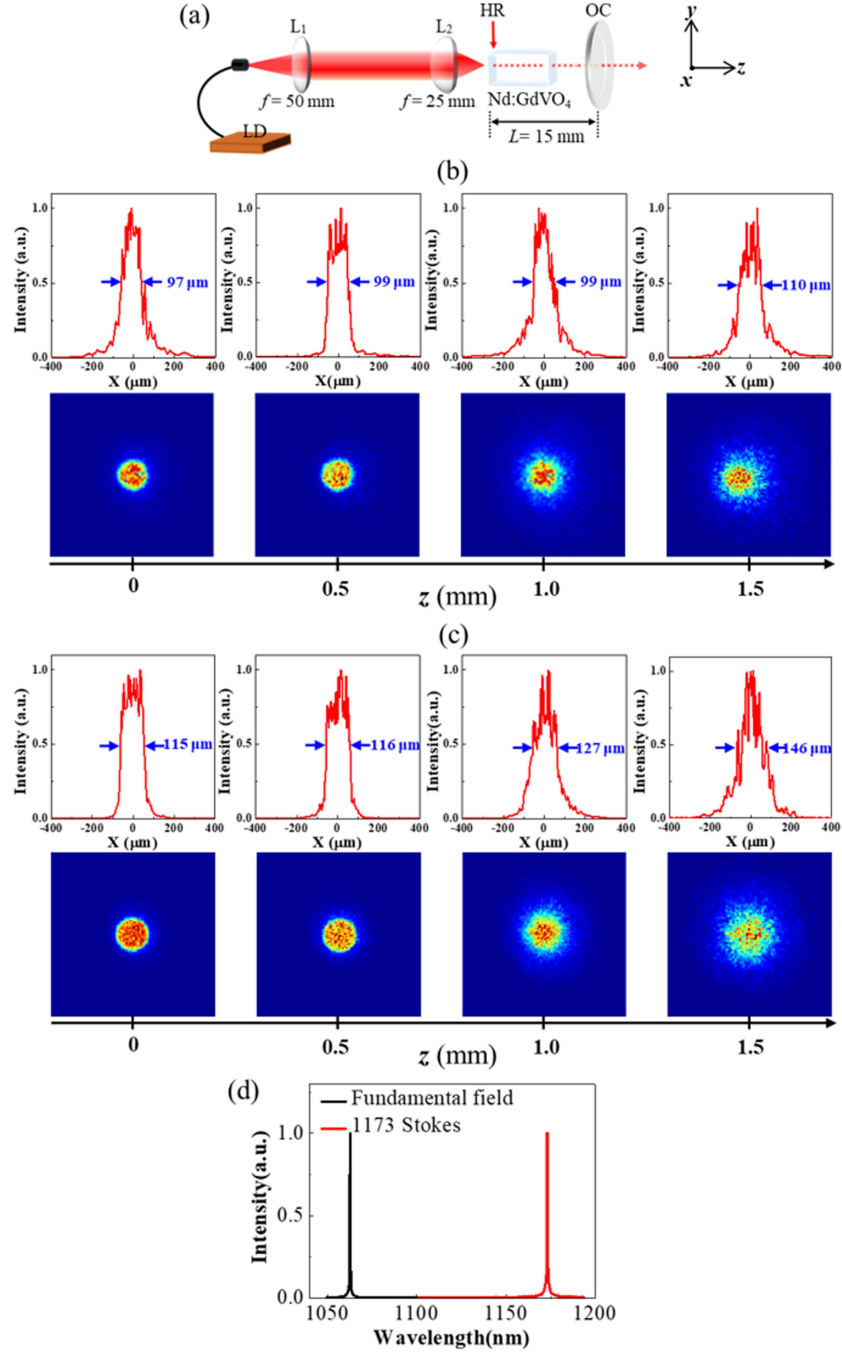 (a)
L₁
L₂
HR
OC
y
x
z
f = 50 mm
f = 25 mm
Nd:GdVO₄
LD
L= 15 mm
(b)
Intensity (a.u.)
1.0
0.5
0.0
97 μm
-400 -200 0 200 400
X (μm)
Intensity (a.u.)
1.0
0.5
0.0
99 μm
-400 -200 0 200 400
X(μm)
Intensity(a.u.)
1.0
0.5
0.0
99 μm
-400 -200 0 200 400
X (μm)
Intensity (a.u.)
1.0
0.5
0.0
110 μm
-400 -200 0 200 400
X (μm)
0 0.5 1.0 1.5
z (mm)
(c)
Intensity(a.u.)
1.0
0.5
0.0
115 μm
-400 -200 0 200 400
X (μm)
Intensity(a.u.)
1.0
0.5
0.0
116 μm
-400 -200 0 200 400
X (μm)
Intensity(a.u.)
1.0
0.5
0.0
127 μm
-400 -200 0 200 400
X (μm)
Intensity(a.u.)
1.0
0.5
0.0
146 μm
-400 -200 0 200 400
X (μm)
0 0.5 1.0 1.5
z (mm)
(d)
Fundamental field
1173 Stokes
Intensity(a.u.)
1.0
0.5
0.0
1050 1100 1150 1200
Wavelength(nm)